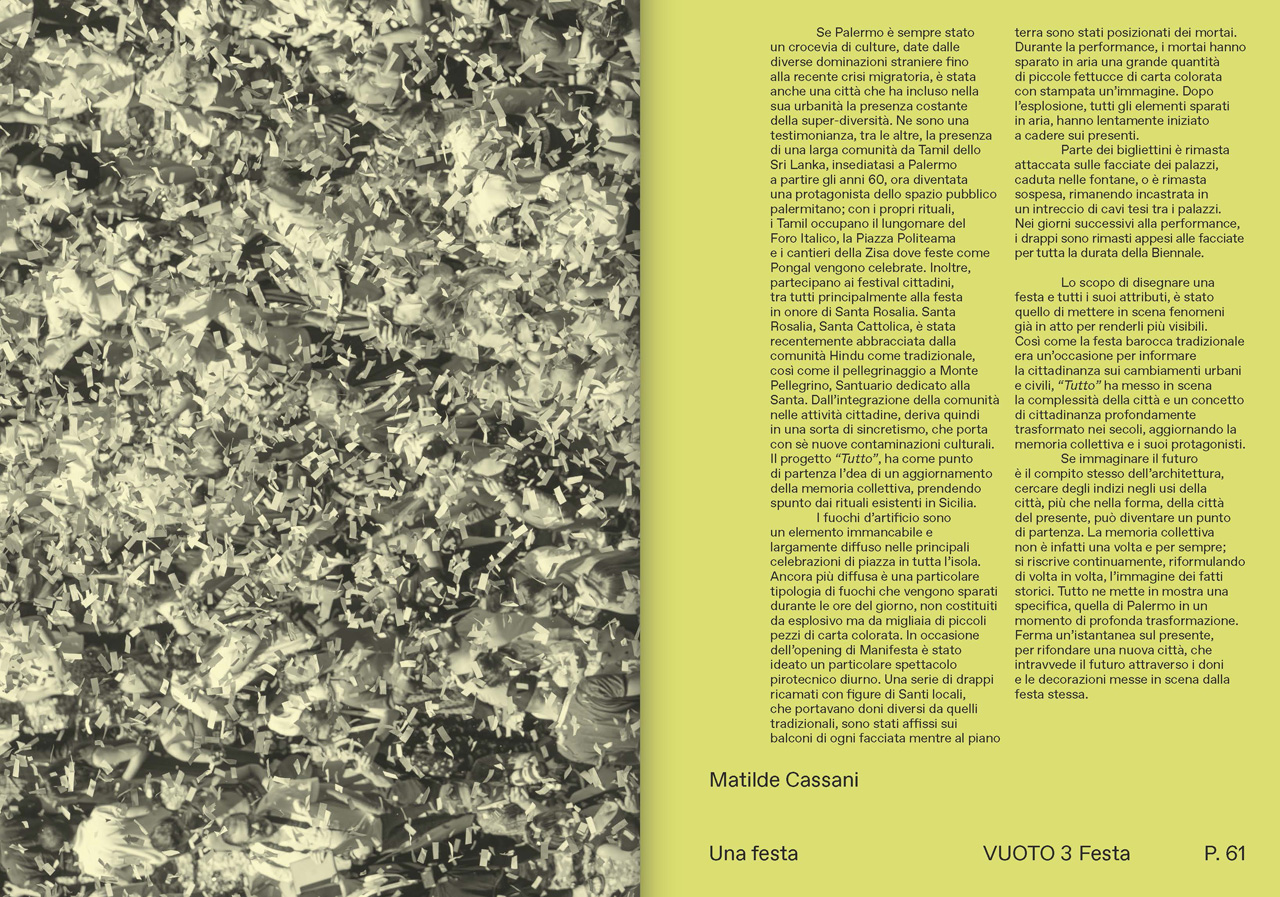 Se Palermo è sempre stato
un crocevia di culture, date dalle
diverse dominazioni straniere fino
alla recente crisi migratoria, è stata
anche una città che ha incluso nella
sua urbanità la presenza costante
della super-diversità. Ne sono una
testimonianza, tra le altre, la presenza
di una larga comunità da Tamil dello
Sri Lanka, insediatasi a Palermo
a partire gli anni 60, ora diventata
una protagonista dello spazio pubblico
palermitano; con i propri rituali,
i Tamil occupano il lungomare del
Foro Italico, la Piazza Politeama
e i cantieri della Zisa dove feste come
Pongal vengono celebrate. Inoltre,
partecipano ai festival cittadini,
tra tutti principalmente alla festa
in onore di Santa Rosalia. Santa
Rosalia, Santa Cattolica, è stata
recentemente abbracciata dalla
comunità Hindu come tradizionale,
così come il pellegrinaggio a Monte
Pellegrino, Santuario dedicato alla
Santa. Dall'integrazione della comunità
nelle attività cittadine, deriva quindi
in una sorta di sincretismo, che porta
con sè nuove contaminazioni culturali.
Il progetto “Tutto”, ha come punto
di partenza l'dea di un aggiornamento
della memoria collettiva, prendendo
spunto dai rituali esistenti in Sicilia.
I fuochi d'artificio sono
un elemento immancabile e
largamente diffuso nelle principali
celebrazioni di piazza in tutta l'isola.
Ancora più diffusa è una particolare
tipologia di fuochi che vengono sparati
durante le ore del giorno, non costituiti
da esplosivo ma da migliaia di piccoli
pezzi di carta colorata. In occasione
dell'opening di Manifesta è stato
ideato un particolare spettacolo
pirotecnico diurno. Una serie di drappi
ricamati con figure di Santi locali,
che portavano doni diversi da quelli
tradizionali, sono stati affissi sui
balconi di ogni facciata mentre al piano
terra sono stati posizionati dei mortai.
Durante la performance, i mortai hanno
sparato in aria una grande quantità
di piccole fettucce di carta colorata
con stampata un'immagine. Dopo
l'esplosione, tutti gli elementi sparati
in aria, hanno lentamente iniziato
a cadere sui presenti.
Parte dei bigliettini è rimasta
attaccata sulle facciate dei palazzi,
caduta nelle fontane, o è rimasta
sospesa, rimanendo incastrata in
un intreccio di cavi tesi tra i palazzi.
Nei giorni successivi alla performance,
i drappi sono rimasti appesi alle facciate
per tutta la durata della Biennale.
Lo scopo di disegnare una
festa e tutti i suoi attributi, è stato
quello di mettere in scena fenomeni
già in atto per renderli più visibili.
Così come la festa barocca tradizionale
era un'occasione per informare
la cittadinanza sui cambiamenti urbani
e civili, “Tutto” ha messo in scena
la complessità della città e un concetto
di cittadinanza profondamente
trasformato nei secoli, aggiornando la
memoria collettiva e i suoi protagonisti.
Se immaginare il futuro
è il compito stesso dell'architettura,
cercare degli indizi negli usi della
città, più che nella forma, della città
del presente, può diventare un punto
di partenza. La memoria collettiva
non è infatti una volta e per sempre;
si riscrive continuamente, riformulando
di volta in volta, l'immagine dei fatti
storici. Tutto ne mette in mostra una
specifica, quella di Palermo in un
momento di profonda trasformazione.
Ferma un'istantanea sul presente,
per rifondare una nuova città, che
intravvede il futuro attraverso i doni
e le decorazioni messe in scena dalla
festa stessa.
Matilde Cassani
Una festa
VUOTO 3 Festa
P. 61